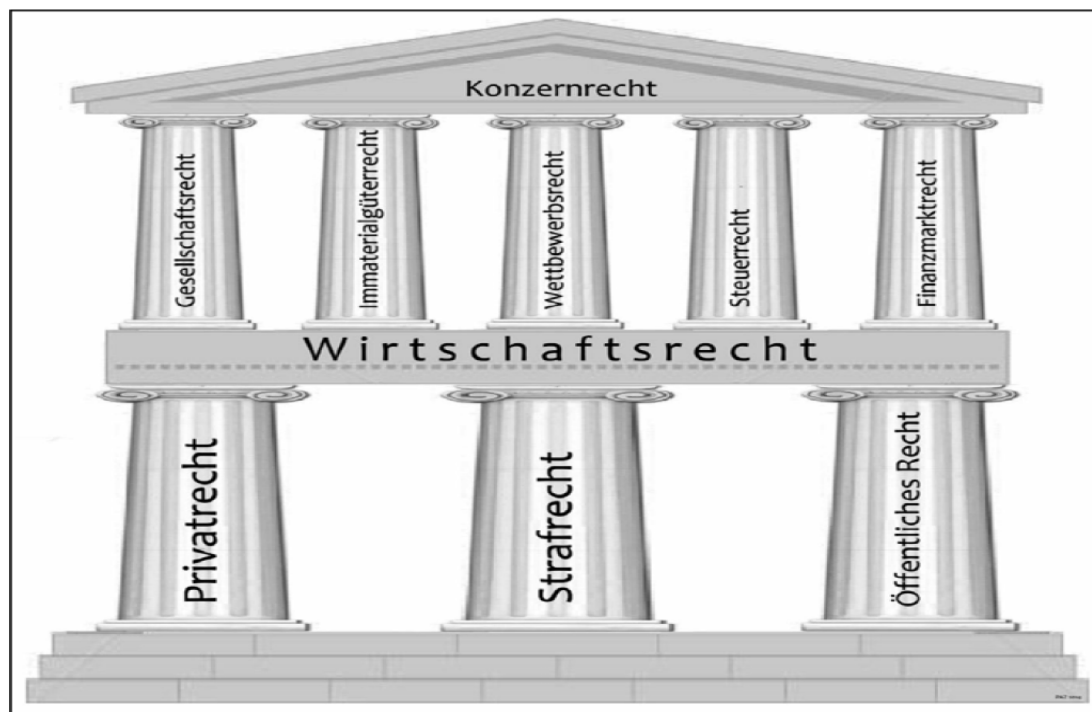 Konzernrecht
Gesellschaftsrecht
Immaterialgüterrecht
Wettbewerbsrecht
Steuerrecht
Finanzmarktrecht
Wirtschaftsrecht
Privatrecht
Strafrecht
Öffentliches Recht